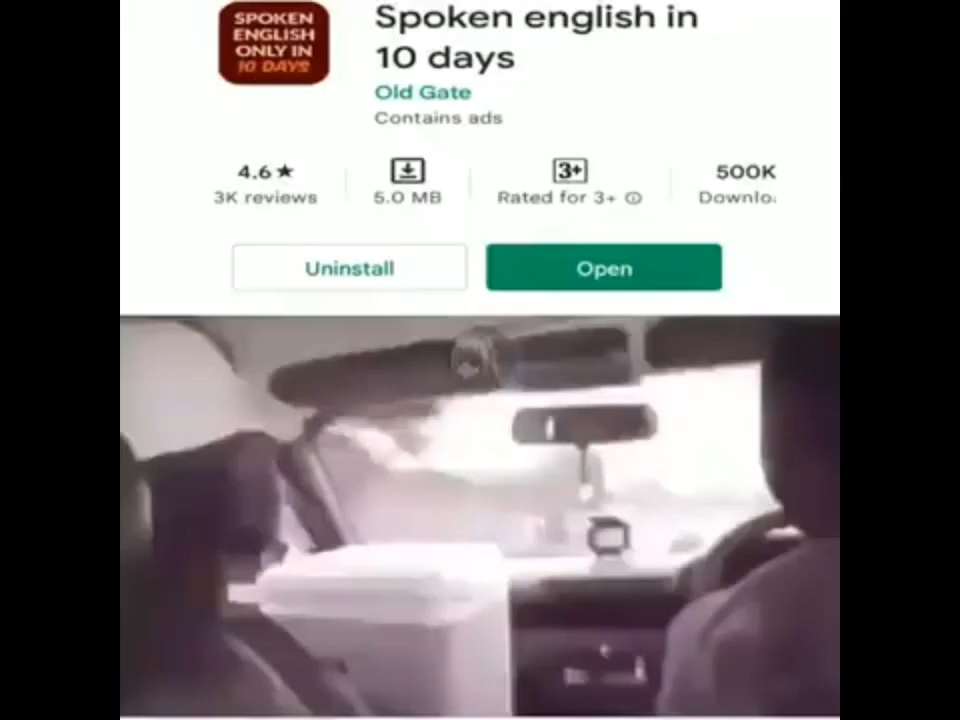 SPOKEN
ENGLISH
ONLY IN
10 DAYS
Spoken english in
10 days
Old Gate
Contains ads
4.6★
3K reviews
5.0 MB
3+
Rated for 3+
500K
Downlo
Uninstall
Open